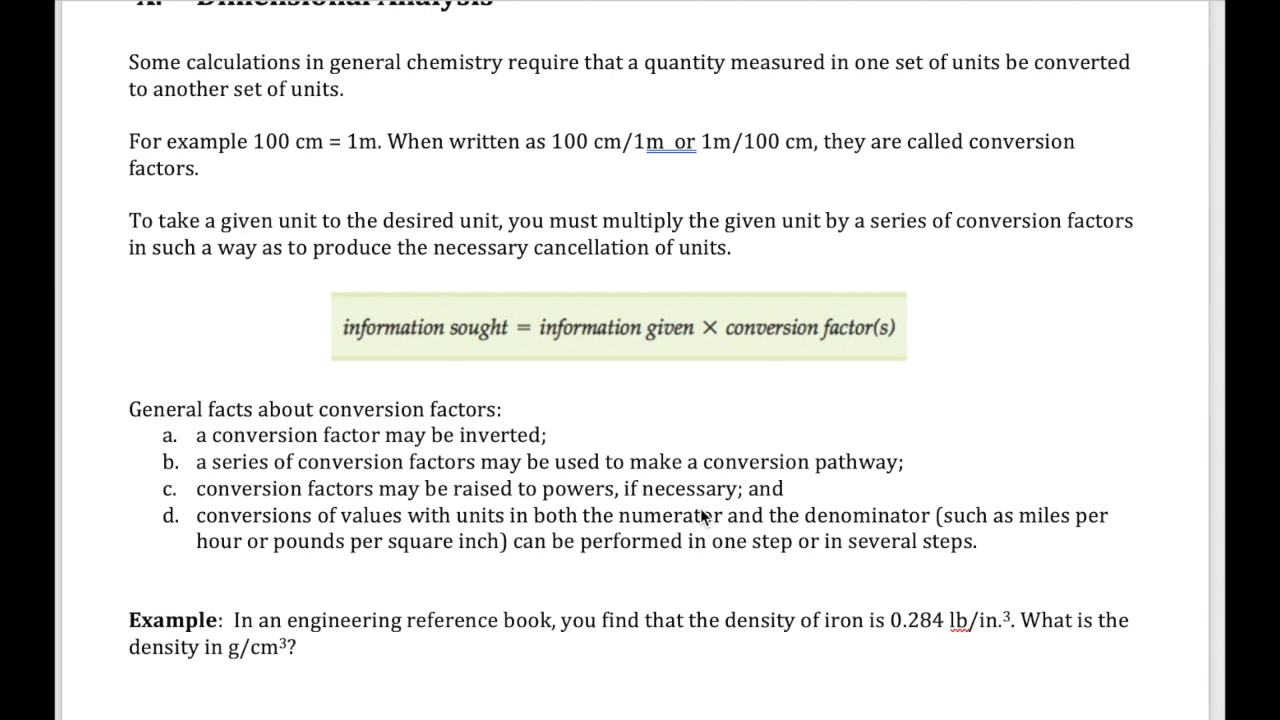 X. Dimensional Analysis
Some calculations in general chemistry require that a quantity measured in one set of units be converted
to another set of units.
For example 100 cm = 1m. When written as 100 cm/1m  or 1m/100 cm, they are called conversion
factors.
To take a given unit to the desired unit, you must multiply the given unit by a series of conversion factors
in such a way as to produce the necessary cancellation of units.
information sought = information given × conversion factor(s)
General facts about conversion factors:
a. a conversion factor may be inverted;
b. a series of conversion factors may be used to make a conversion pathway;
c. conversion factors may be raised to powers, if necessary; and
d. conversions of values with units in both the numerater and the denominator (such as miles per
hour or pounds per square inch) can be performed in one step or in several steps.
Example:  In an engineering reference book, you find that the density of iron is 0.284 lb/in.³. What is the
density in g/cm³?